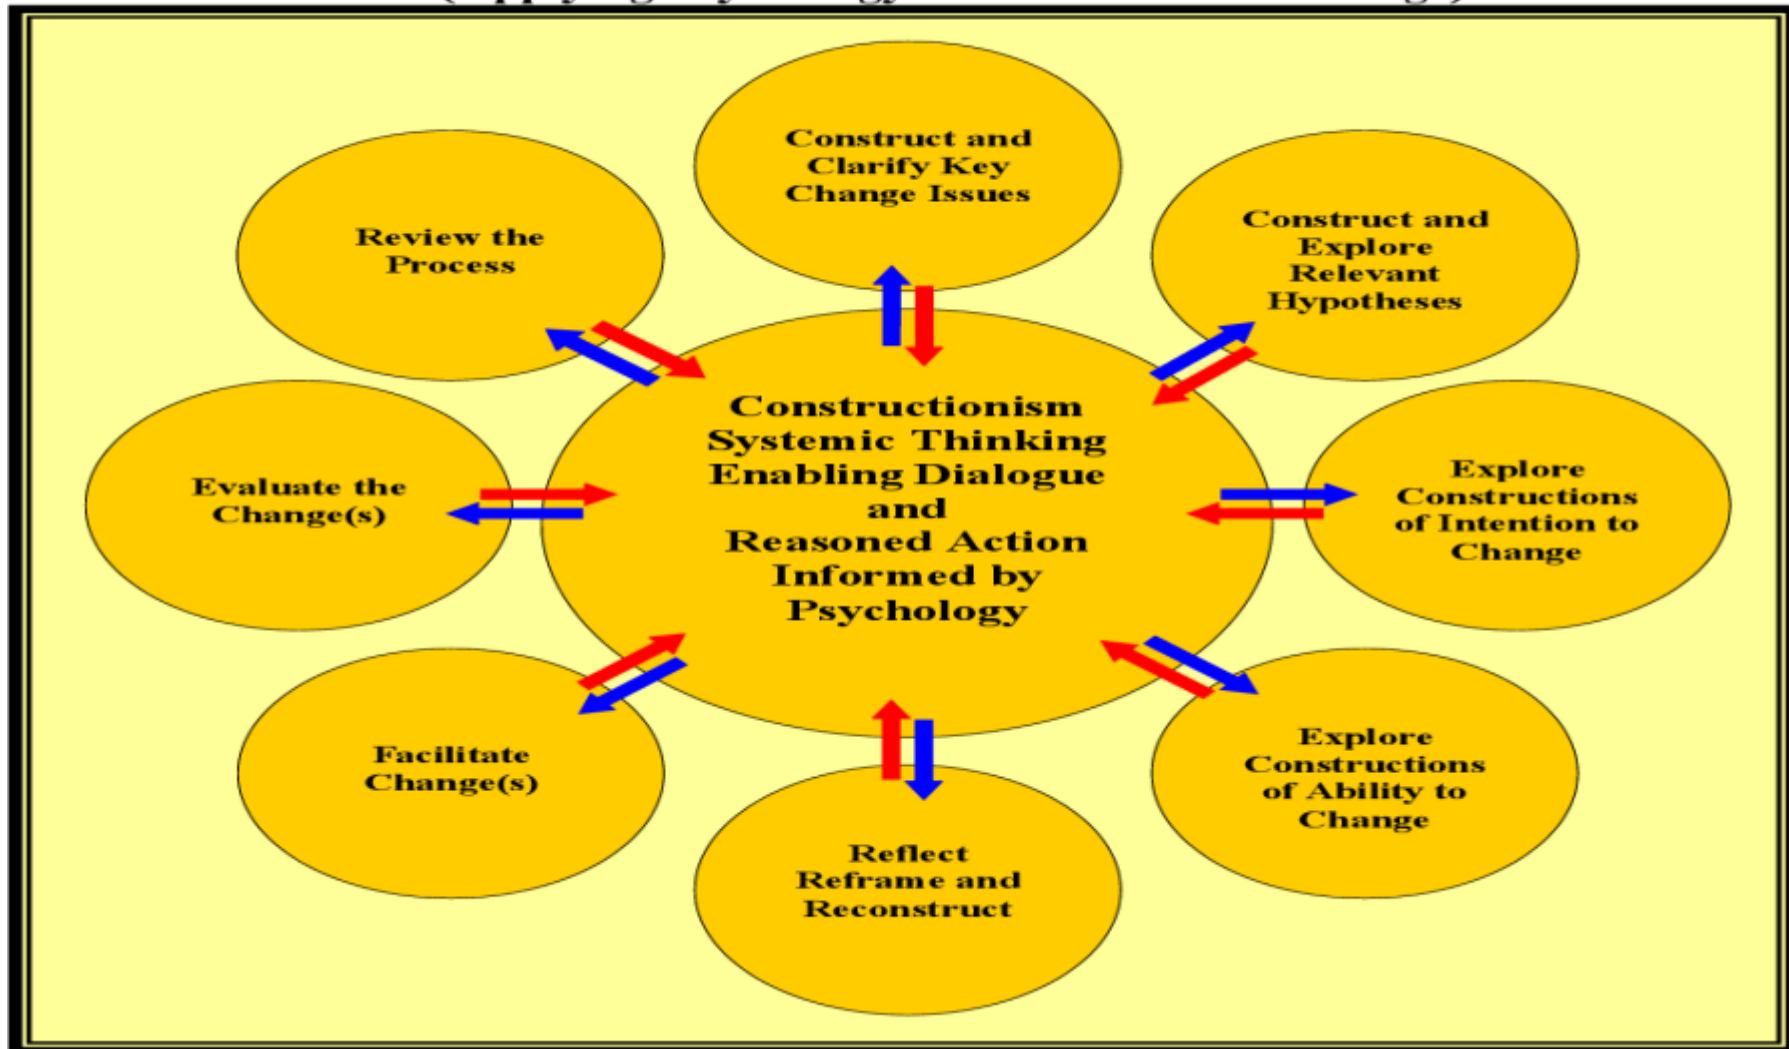 Construct and
Clarify Key
Change Issues
Construct and
Explore
Relevant
Hypotheses
Explore
Constructions
of Intention to
Change
Explore
Constructions
of Ability to
Change
Reflect
Reframe and
Reconstruct
Facilitate
Change(s)
Evaluate the
Change(s)
Review the
Process
Constructionism
Systemic Thinking
Enabling Dialogue
and
Reasoned Action
Informed by
Psychology